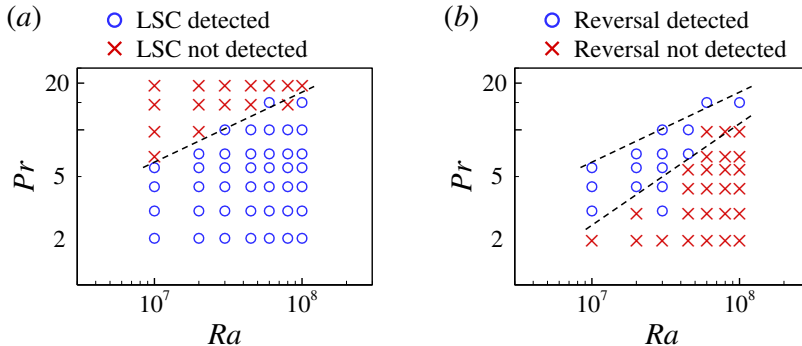 (a)
LSC detected
LSC not detected
20
5
2
Pr
10^7
10^8
Ra
(b)
Reversal detected
Reversal not detected
20
5
2
Pr
10^7
10^8
Ra